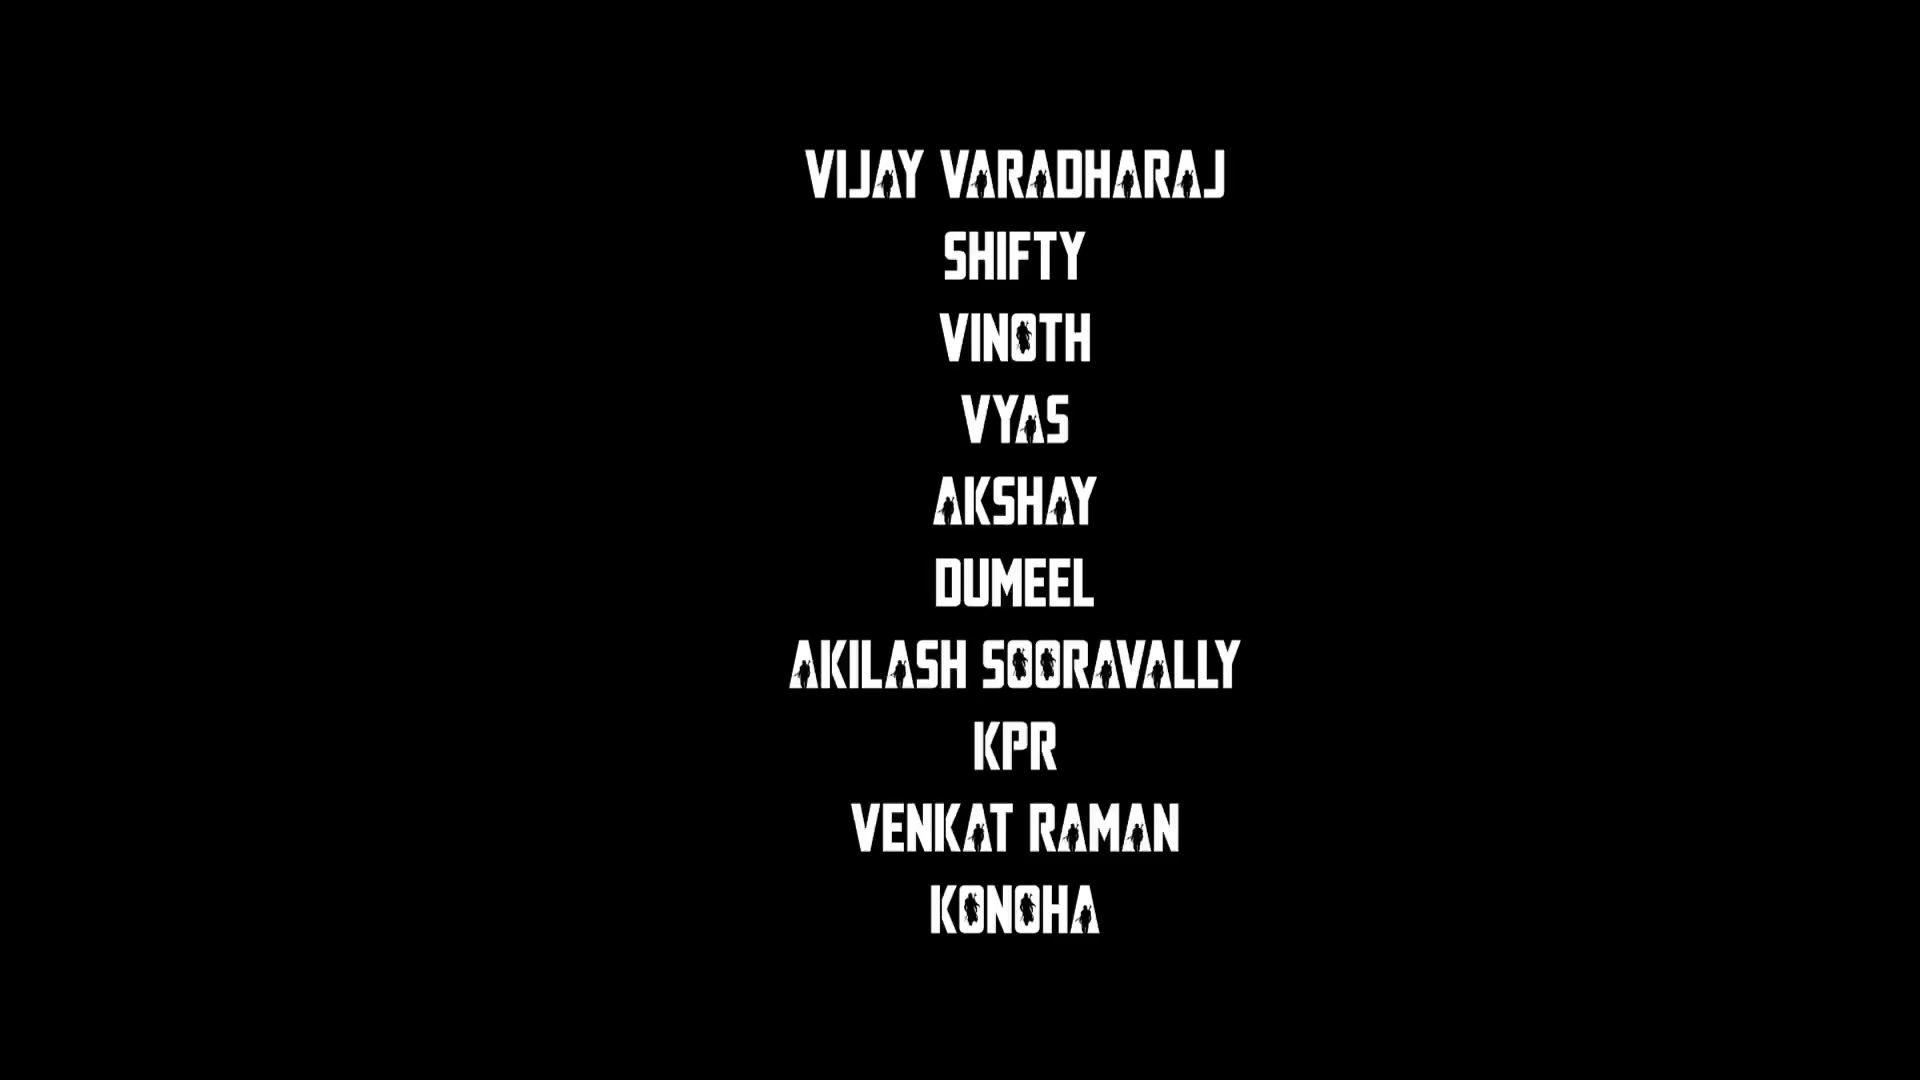 VIJAY VARADHARAJ
SHIFTY
VINOTH
VYAS
AKSHAY
DUMEEL
AKILASH SOORAVALLY
KPR
VENKAT RAMAN
KONOHA